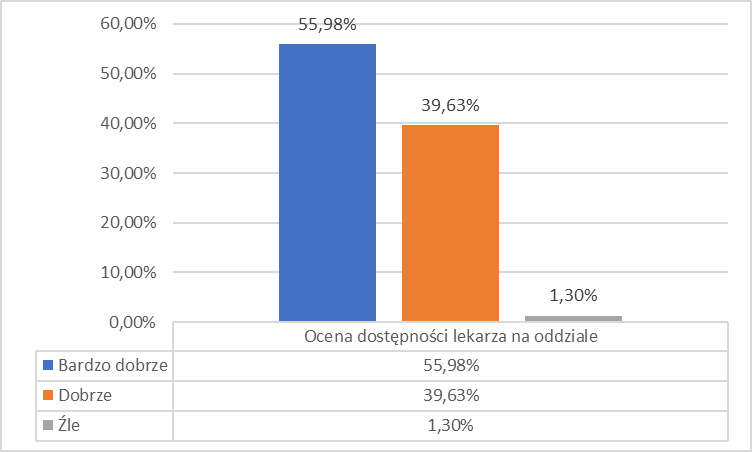 60,00%
50,00%
40,00%
30,00%
20,00%
10,00%
0,00%
55,98%
39,63%
1,30%
Ocena dostępności lekarza na oddziale
Bardzo dobrze 55,98%
Dobrze 39,63%
Źle 1,30%